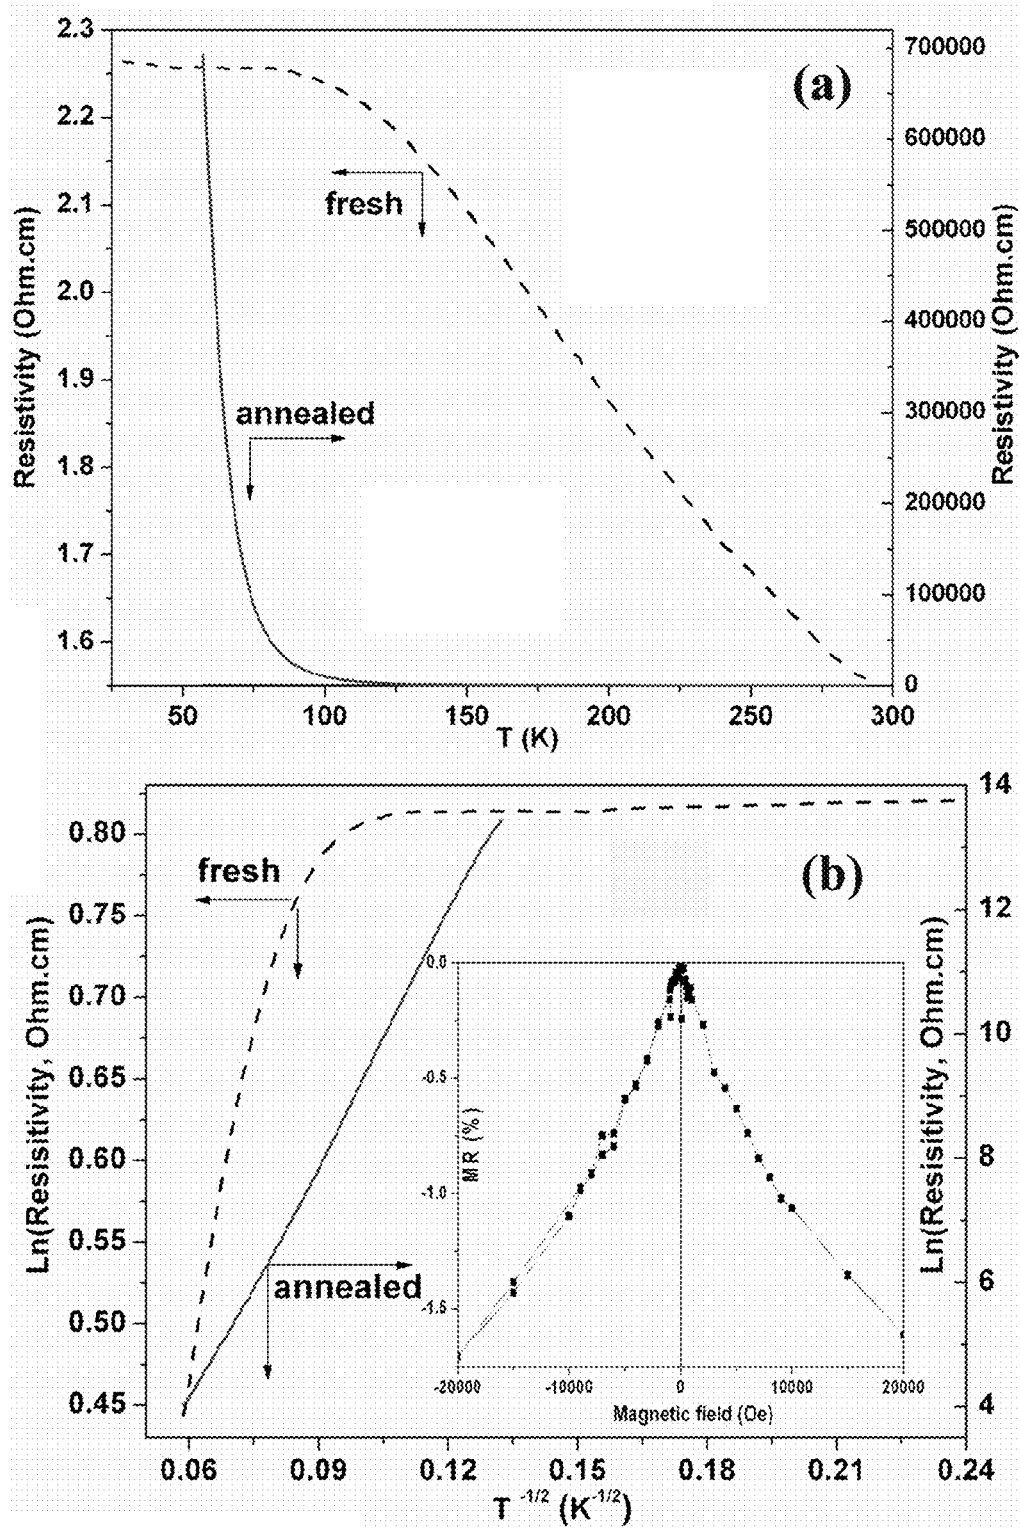 2.3
2.2
2.1
2.0
1.9
1.8
1.7
1.6
Resistivity (Ohm.cm)
(a)
fresh
annealed
700000
600000
500000
400000
300000
200000
100000
0
Resistivity (Ohm.cm)
50 100 150 200 250 300
T (K)
0.80
0.75
0.70
0.65
0.60
0.55
0.50
0.45
Ln(Resisitivity, Ohm.cm)
(b)
fresh
annealed
0.0
-0.5
-1.0
-1.5
MR (%)
-20000 -10000 0 10000 20000
Magnetic field (Oe)
14
12
10
8
6
4
Ln(Resisitivity, Ohm.cm)
0.06 0.09 0.12 0.15 0.18 0.21 0.24
T -1/2 (K-1/2)